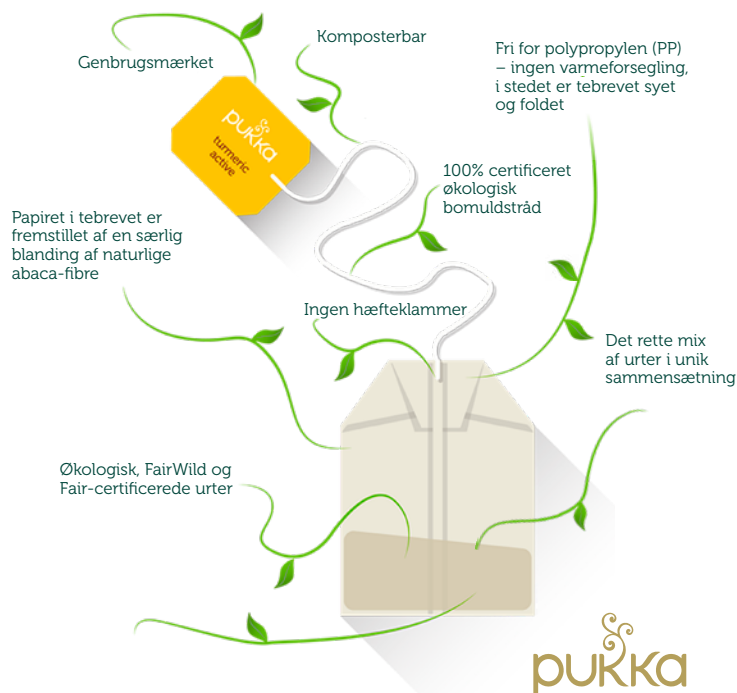 Komposterbar
Genbrugsmærket
Fri for polypropylen (PP)
– ingen varmeforsegling,
i stedet er tebrevet syet
og foldet
pukka
turmeric
active
100% certificeret
økologisk
bomuldstråd
Papiret i tebrevet er
fremstillet af en særlig
blanding af naturlige
abaca-fibre
Ingen hæfteklammer
Det rette mix
af urter i unik
sammensætning
Økologisk, FairWild og
Fair-certificerede urter
pukka